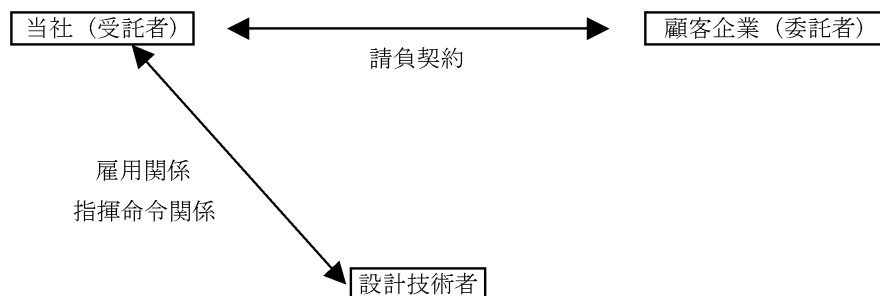 当社（受託者）
顧客企業（委託者）
請負契約
雇用関係
指揮命令関係
設計技術者